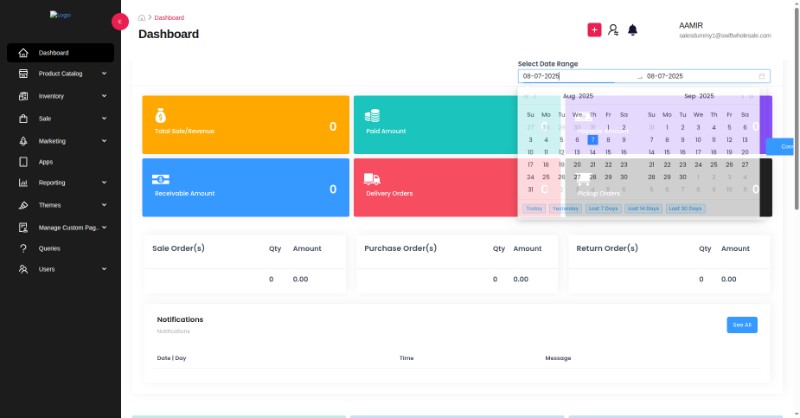 Logo
Dashboard
Product Catalog
Inventory
Sale
Marketing
Apps
Reporting
Themes
Manage Custom Pag..
Queries
Users
Dashboard
Dashboard
AAMIR
salesdummy1@swiftwholesale.com
Select Date Range
08-07-2025 → 08-07-2025
Total Sale/Revenue 0
Paid Amount
Receivable Amount 0
Delivery Orders
Pickup Orders
0
0
Aug 2025 Sep 2025
Su Mo Tu We Th Fr Sa Su Mo Tu We Th Fr Sa
27 28 29 30 31 1 2 31 1 2 3 4 5 6
3 4 5 6 7 8 9 7 8 9 10 11 12 13
10 11 12 13 14 15 16 14 15 16 17 18 19 20
17 18 19 20 21 22 23 21 22 23 24 25 26 27
24 25 26 27 28 29 30 28 29 30 1 2 3 4
31 1 2 3 4 5 6 5 6 7 8 9 10 11
Today Yesterday Last 7 Days Last 14 Days Last 30 Days
Sale Order(s) Qty Amount
0 0.00
Purchase Order(s) Qty Amount
0 0.00
Return Order(s) Qty Amount
0 0.00
Notifications
Notifications
See All
Date | Day Time Message